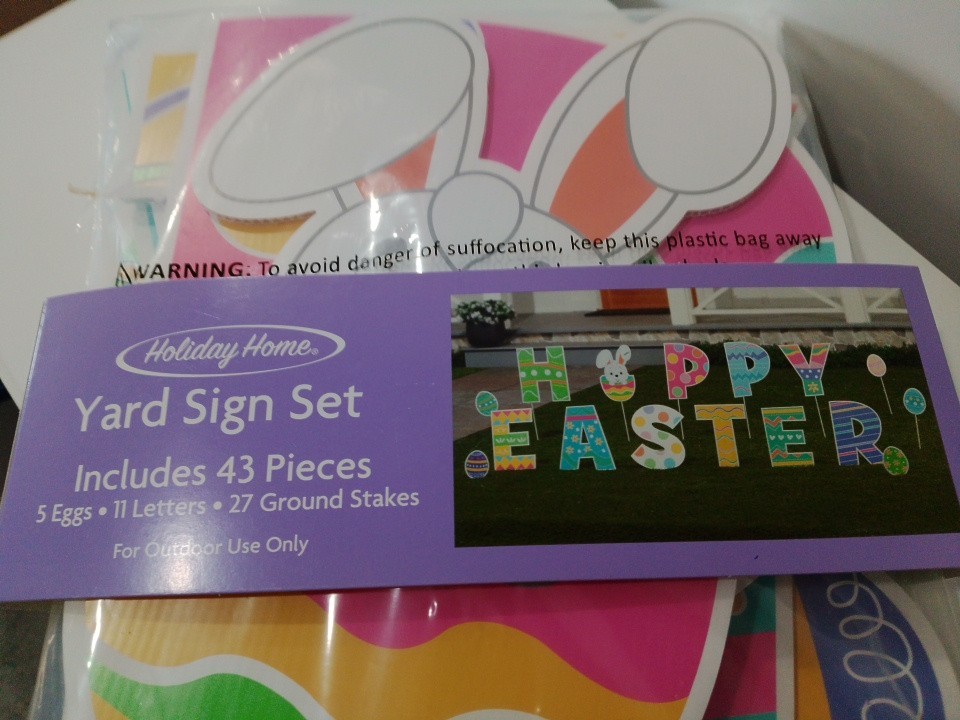 WARNING: To avoid danger of suffocation, keep this plastic bag away
Holiday Home®
Yard Sign Set
Includes 43 Pieces
5 Eggs • 11 Letters • 27 Ground Stakes
For Outdoor Use Only
H PPY
EASTER